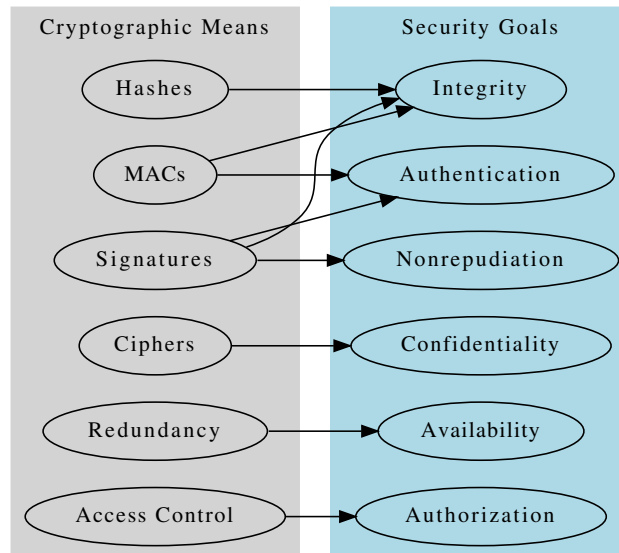 Cryptographic Means
Security Goals
Hashes
Integrity
MACs
Authentication
Signatures
Nonrepudiation
Ciphers
Confidentiality
Redundancy
Availability
Access Control
Authorization